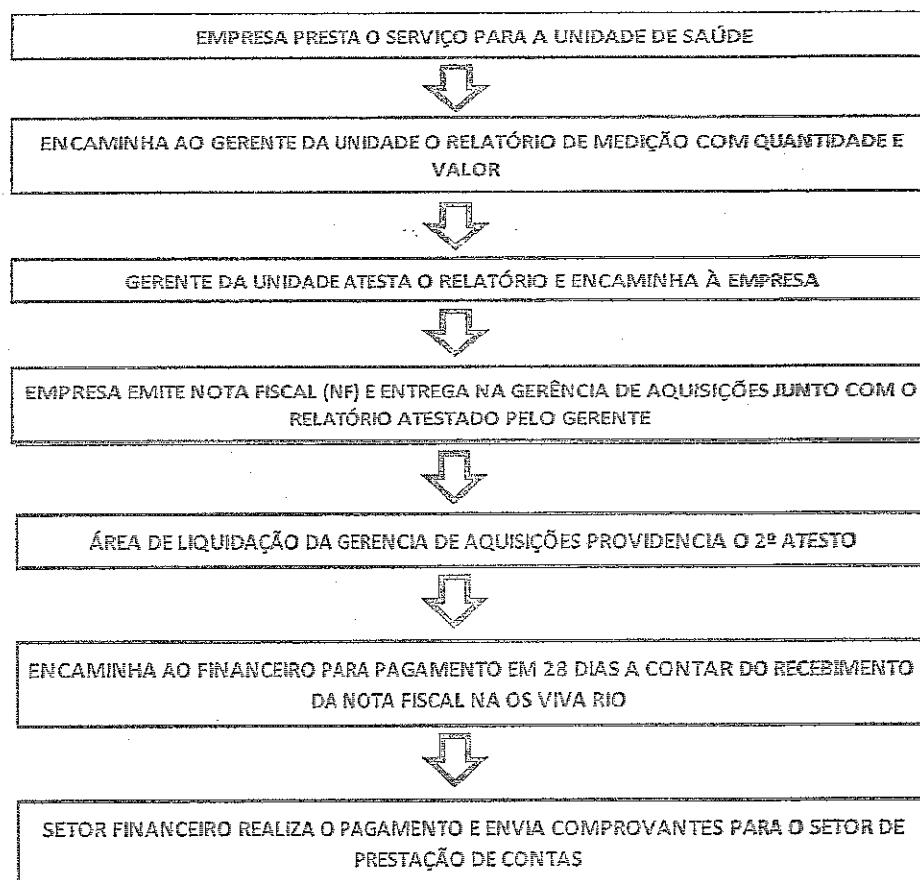 EMPRESA PRESTA O SERVIÇO PARA A UNIDADE DE SAÚDE
ENCAMINHA AO GERENTE DA UNIDADE O RELATÓRIO DE MEDIÇÃO COM QUANTIDADE E
VALOR
GERENTE DA UNIDADE ATESTA O RELATÓRIO E ENCAMINHA À EMPRESA
EMPRESA EMITE NOTA FISCAL (NF) E ENTREGA NA GERÊNCIA DE AQUISIÇÕES JUNTO COM O
RELATÓRIO ATESTADO PELO GERENTE
ÁREA DE LIQUIDAÇÃO DA GERENCIA DE AQUISIÇÕES PROVIDENCIA O 2º ATESTO
ENCAMINHA AO FINANCEIRO PARA PAGAMENTO EM 28 DIAS A CONTAR DO RECEBIMENTO
DA NOTA FISCAL NA OS VIVA RIO
SETOR FINANCEIRO REALIZA O PAGAMENTO E ENVIA COMPROVANTES PARA O SETOR DE
PRESTAÇÃO DE CONTAS